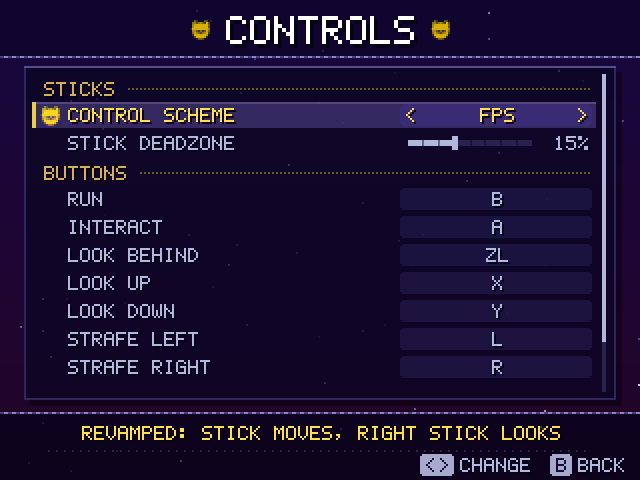 CONTROLS
STICKS
CONTROL SCHEME < FPS >
STICK DEADZONE 15%
BUTTONS
RUN B
INTERACT A
LOOK BEHIND ZL
LOOK UP X
LOOK DOWN Y
STRAFE LEFT L
STRAFE RIGHT R
REVAMPED: STICK MOVES, RIGHT STICK LOOKS
<> CHANGE B BACK